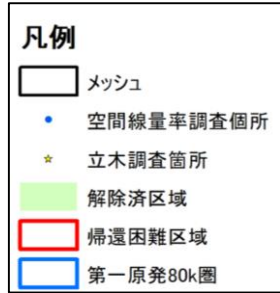 凡例
メッシュ
空間線量率調査個所
立木調査箇所
解除済区域
帰還困難区域
第一原発80k圏